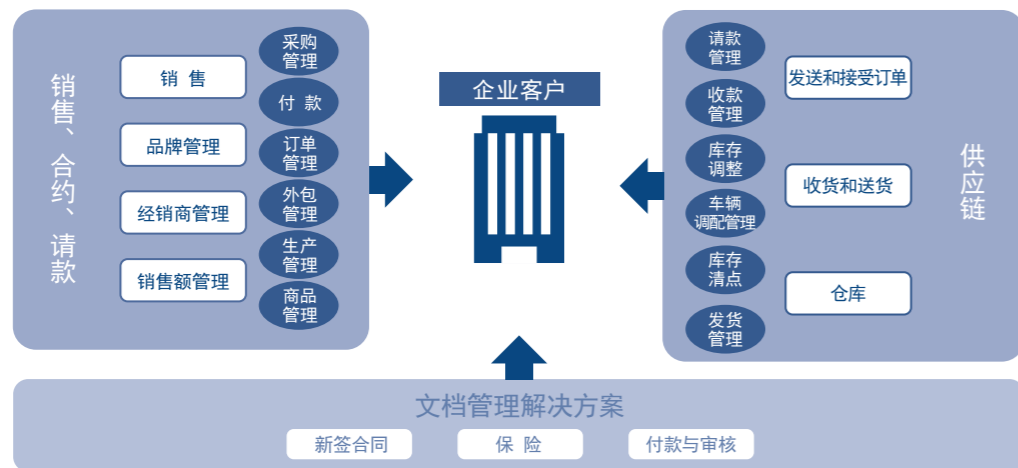 销售、合约、请款
销 售
品牌管理
经销商管理
销售额管理
采购
管理
付 款
订单
管理
外包
管理
生产
管理
商品
管理
企业客户
请款
管理
收款
管理
库存
调整
车辆
调配管理
库存
清点
发货
管理
发送和接受订单
收货和送货
仓库
供应链
文档管理解决方案
新签合同
保 险
付款与审核